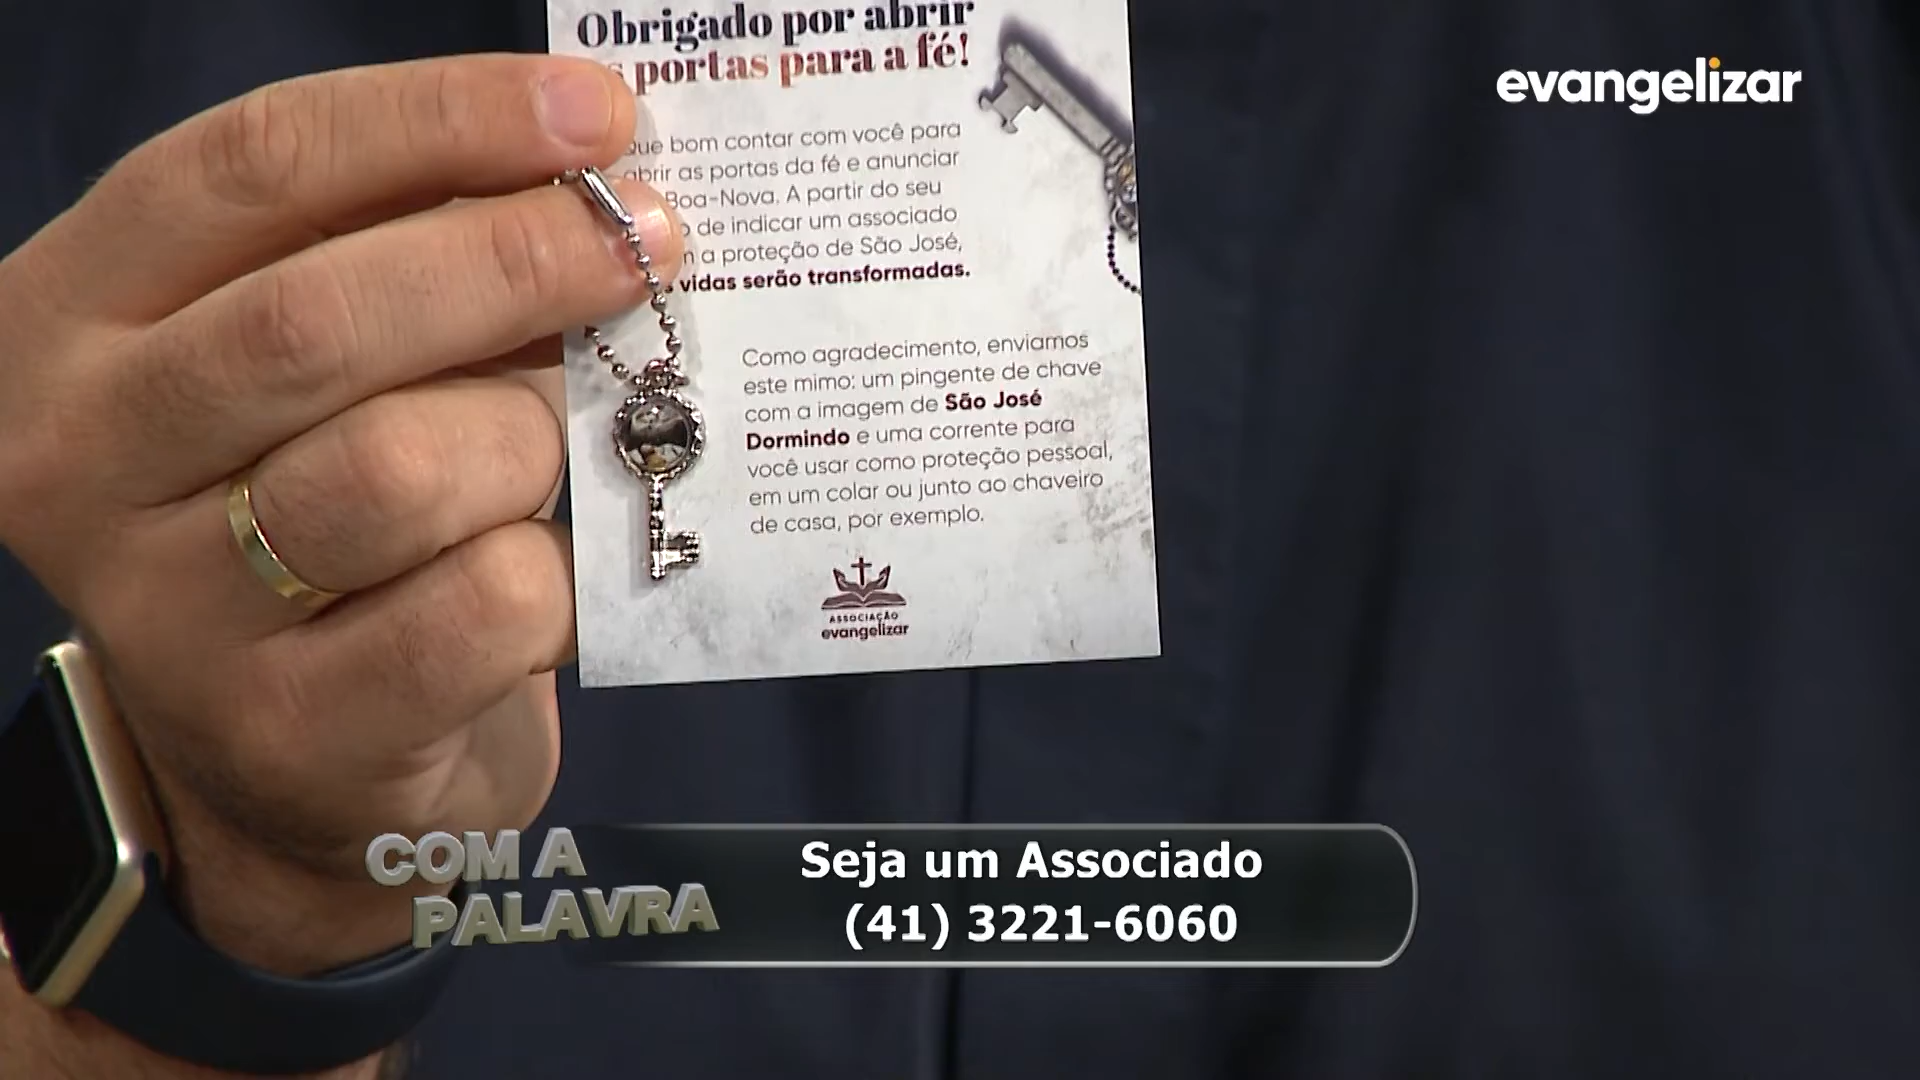 Obrigado por abrir
portas para a fé!
evangelizar
bom contar com você para
abrir as portas da fé e anunciar
Boa-Nova. A partir do seu
de indicar um associado
a proteção de São José,
vidas serão transformadas.
Como agradecimento, enviamos
este mimo: um pingente de chave
com a imagem de São José
Dormindo e uma corrente para
você usar como proteção pessoal,
em um colar ou junto ao chaveiro
de casa, por exemplo.
ASSOCIAÇÃO
evangelizar
COM A
PALAVRA
Seja um Associado
(41) 3221-6060